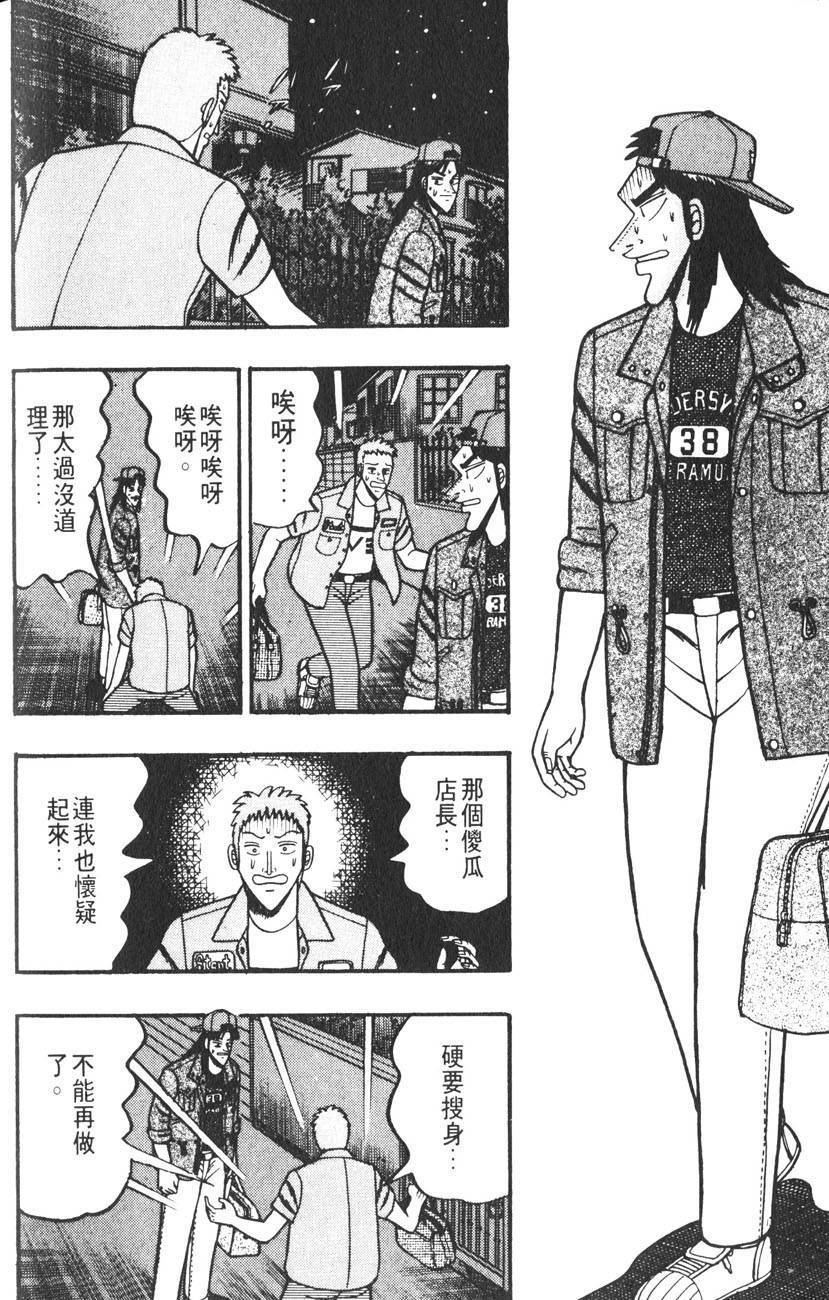 JERSY
38
RAMU
唉呀……
唉呀唉呀
唉呀。
那太過沒道
理了……
那個傻瓜
店長…
連我也懷疑
起來…
硬要搜身…
不能再做
了。